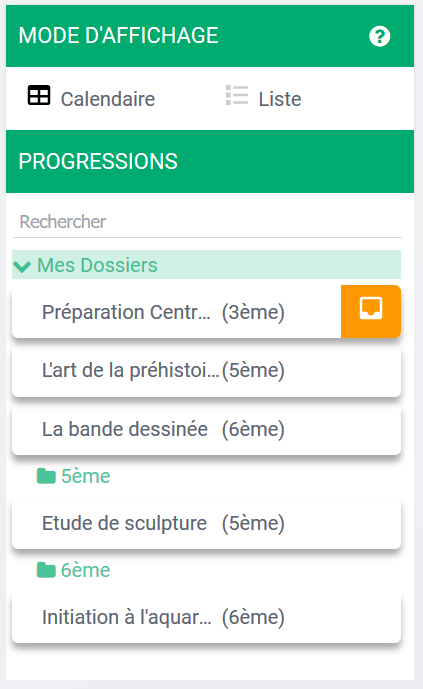 MODE D'AFFICHAGE
Calendaire Liste
PROGRESSIONS
Rechercher
Mes Dossiers
Préparation Centr... (3ème)
L'art de la préhistoi... (5ème)
La bande dessinée (6ème)
5ème
Etude de sculpture (5ème)
6ème
Initiation à l'aquar... (6ème)